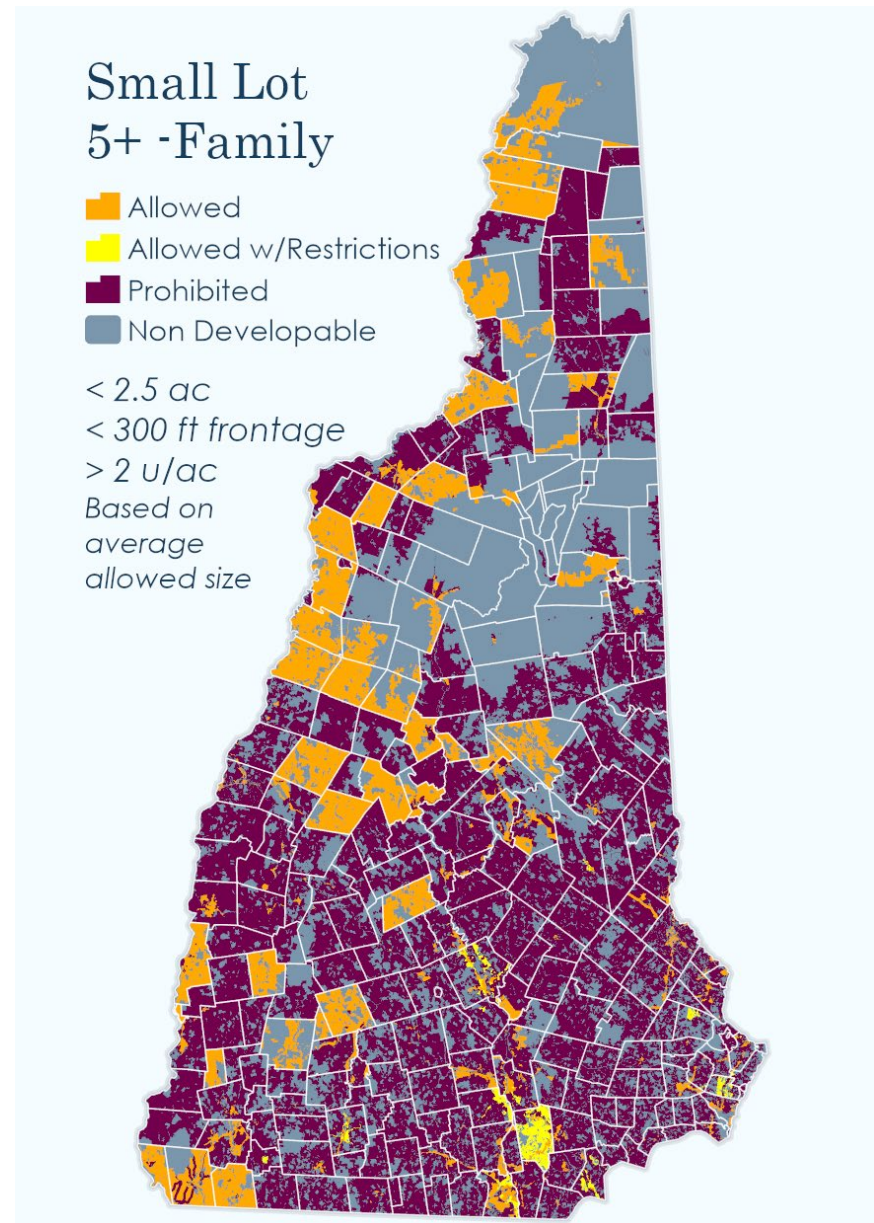 Small Lot
5+ -Family
Allowed
Allowed w/Restrictions
Prohibited
Non Developable
< 2.5 ac
< 300 ft frontage
> 2 u/ac
Based on
average
allowed size